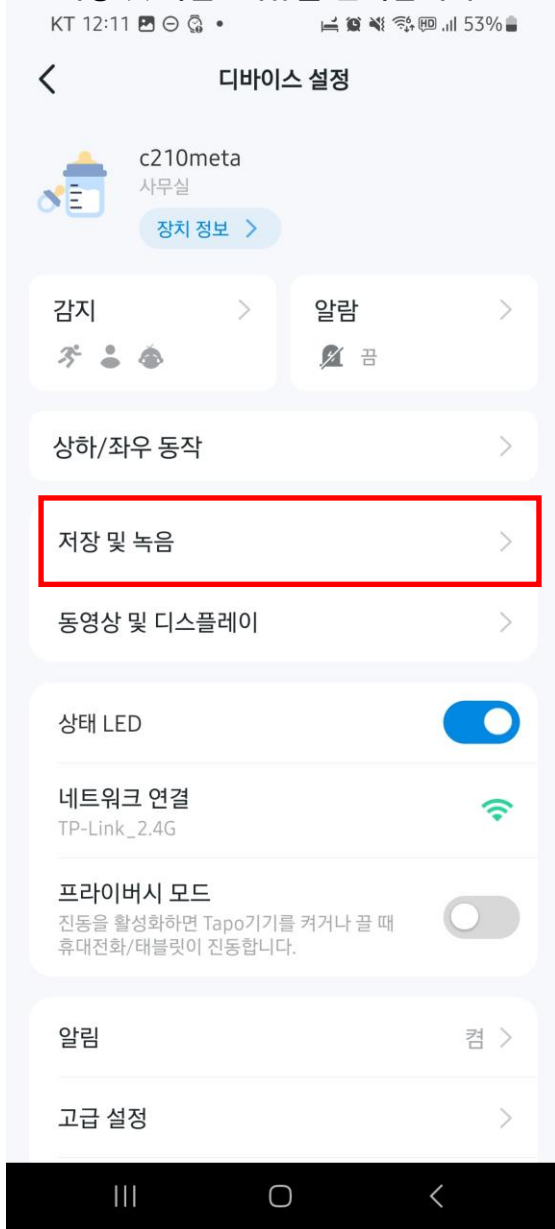 KT 12:11
53%
디바이스 설정
c210meta
사무실
장치 정보 >
감지
알람
끔
상하/좌우 동작
저장 및 녹음
동영상 및 디스플레이
상태 LED
네트워크 연결
TP-Link_2.4G
프라이버시 모드
진동을 활성화하면 Tapo기기를 켜거나 끌 때
휴대전화/태블릿이 진동합니다.
알림
켬
고급 설정